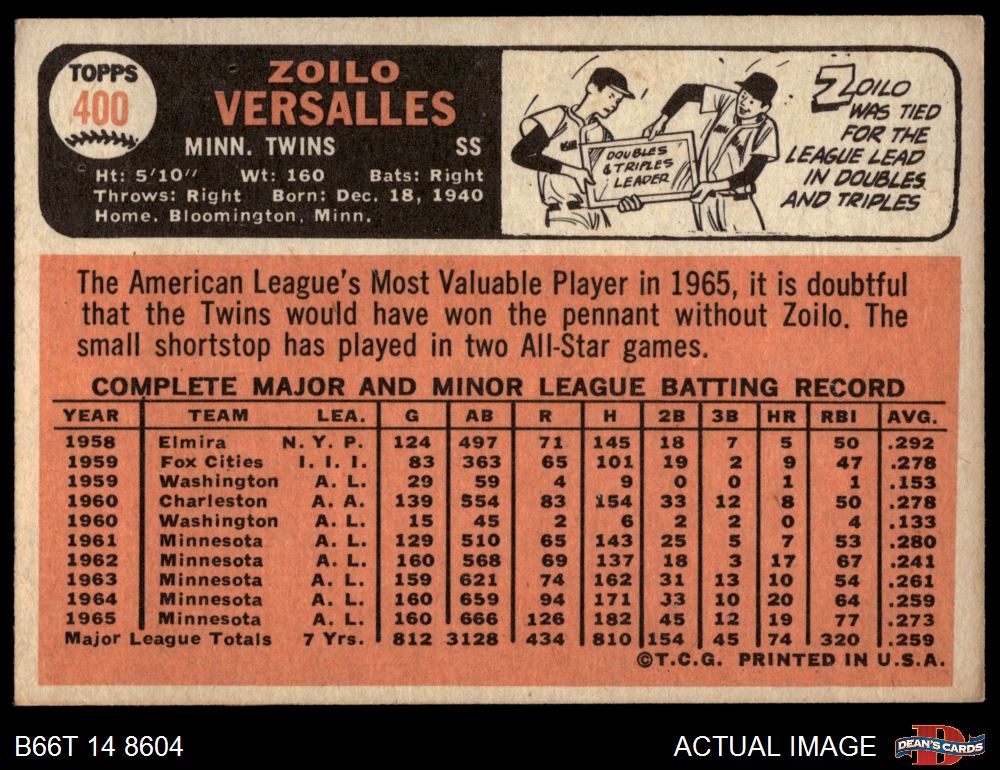 TOPPS
400
ZOILO
VERSALLES
MINN. TWINS SS
Ht: 5'10" Wt: 160 Bats: Right
Throws: Right Born: Dec. 18, 1940
Home. Bloomington, Minn.
DOUBLES
& TRIPLES
LEADER
ZOILO
WAS TIED
FOR THE
LEAGUE LEAD
IN DOUBLES
AND TRIPLES
The American League's Most Valuable Player in 1965, it is doubtful
that the Twins would have won the pennant without Zoilo. The
small shortstop has played in two All-Star games.
COMPLETE MAJOR AND MINOR LEAGUE BATTING RECORD
YEAR TEAM LEA. G AB R H 2B 3B HR RBI AVG.
1958 Elmira N. Y. P. 124 497 71 145 18 7 5 50 .292
1959 Fox Cities I. I. I. 83 363 65 101 19 2 9 47 .278
1959 Washington A. L. 29 59 4 9 0 0 1 1 .153
1960 Charleston A. A. 139 554 83 154 33 12 8 50 .278
1960 Washington A. L. 15 45 2 6 2 2 0 4 .133
1961 Minnesota A. L. 129 510 65 143 25 5 7 53 .280
1962 Minnesota A. L. 160 568 69 137 18 3 17 67 .241
1963 Minnesota A. L. 159 621 74 162 31 13 10 54 .261
1964 Minnesota A. L. 160 659 94 171 33 10 20 64 .259
1965 Minnesota A. L. 160 666 126 182 45 12 19 77 .273
Major League Totals 7 Yrs. 812 3128 434 810 154 45 74 320 .259
©T.C.G. PRINTED IN U.S.A.
B66T 14 8604
ACTUAL IMAGE
DEAN'S CARDS